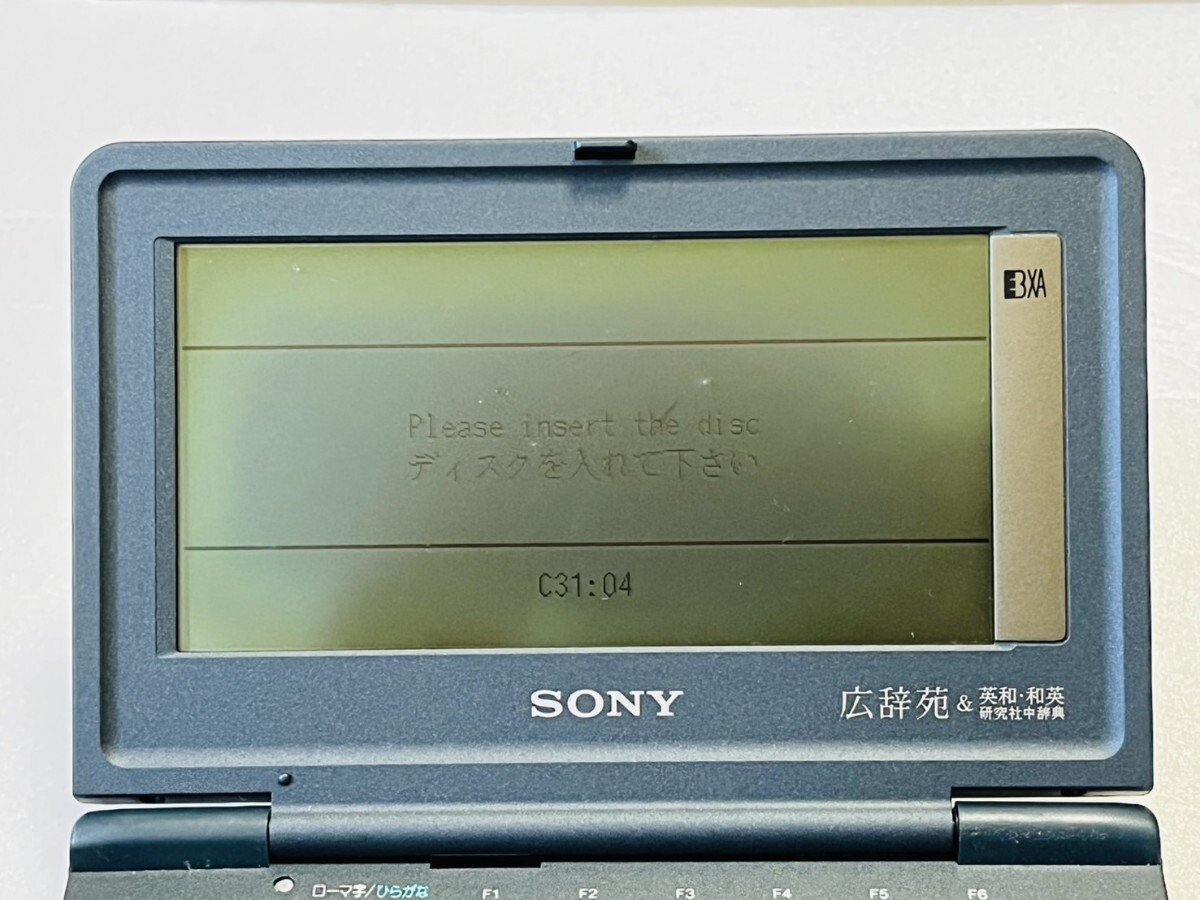 EBXA
Please insert the disc
ディスクを入れて下さい
C31:04
SONY
広辞苑 & 英和・和英
研究社中辞典
ローマ字/ひらがな F1 F2 F3 F4 F5 F6